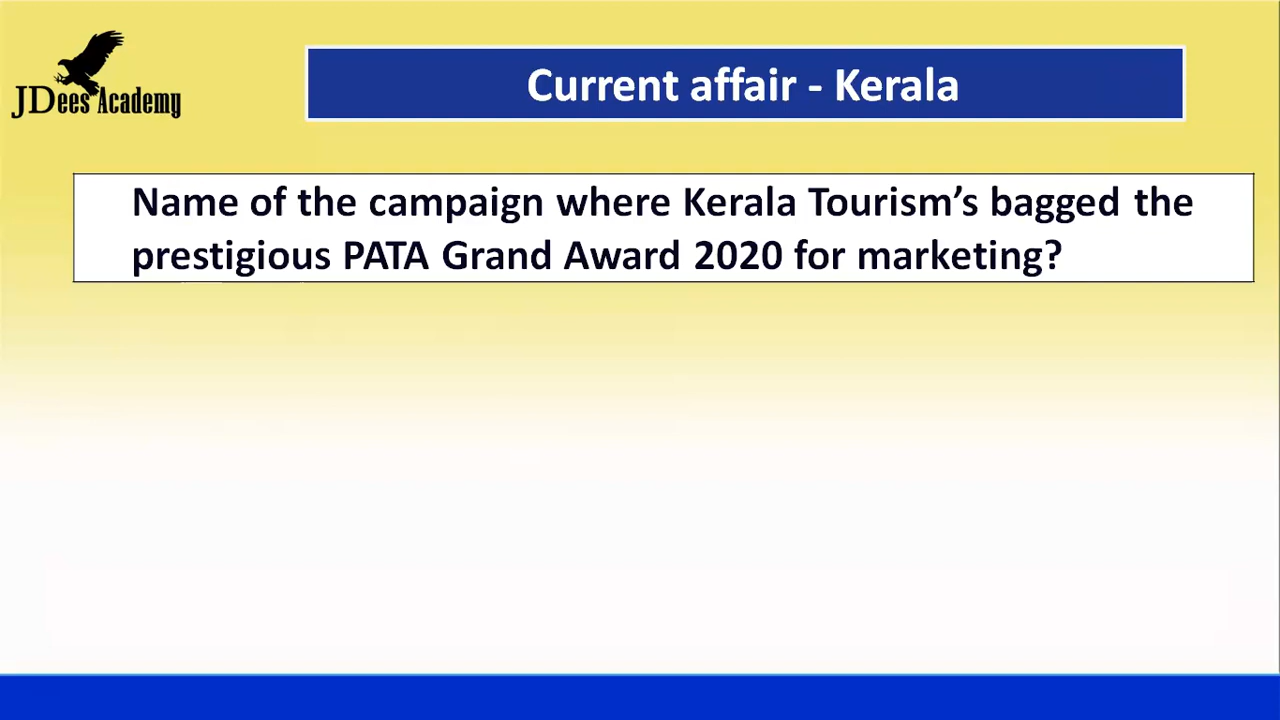 JDees Academy
Current affair - Kerala
Name of the campaign where Kerala Tourism’s bagged the
prestigious PATA Grand Award 2020 for marketing?